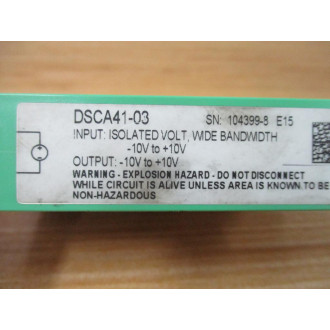 DSCA41-03 SN: 104399-8 E15
INPUT: ISOLATED VOLT, WIDE BANDWIDTH
-10V to +10V
OUTPUT: -10V to +10V
WARNING - EXPLOSION HAZARD - DO NOT DISCONNECT
WHILE CIRCUIT IS ALIVE UNLESS AREA IS KNOWN TO BE
NON-HAZARDOUS